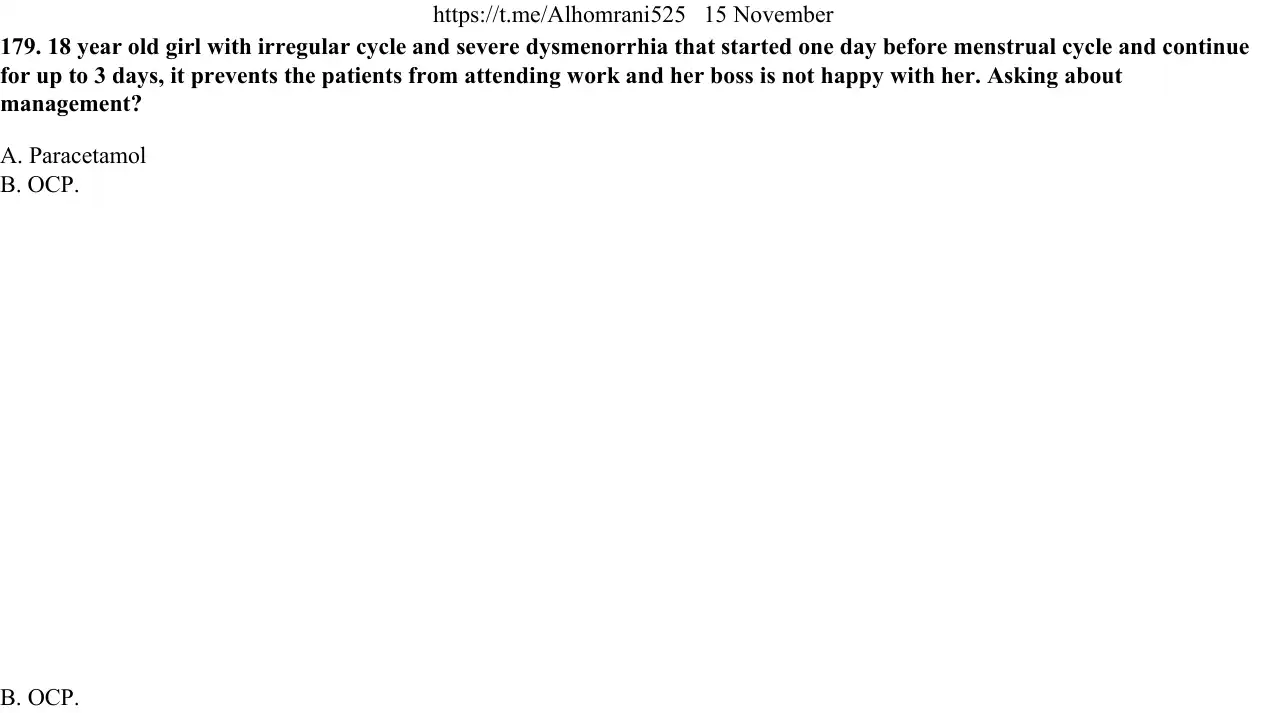 https://t.me/Alhomrani525 15 November
179. 18 year old girl with irregular cycle and severe dysmenorrhia that started one day before menstrual cycle and continue
for up to 3 days, it prevents the patients from attending work and her boss is not happy with her. Asking about
management?
A. Paracetamol
B. OCP.
B. OCP.